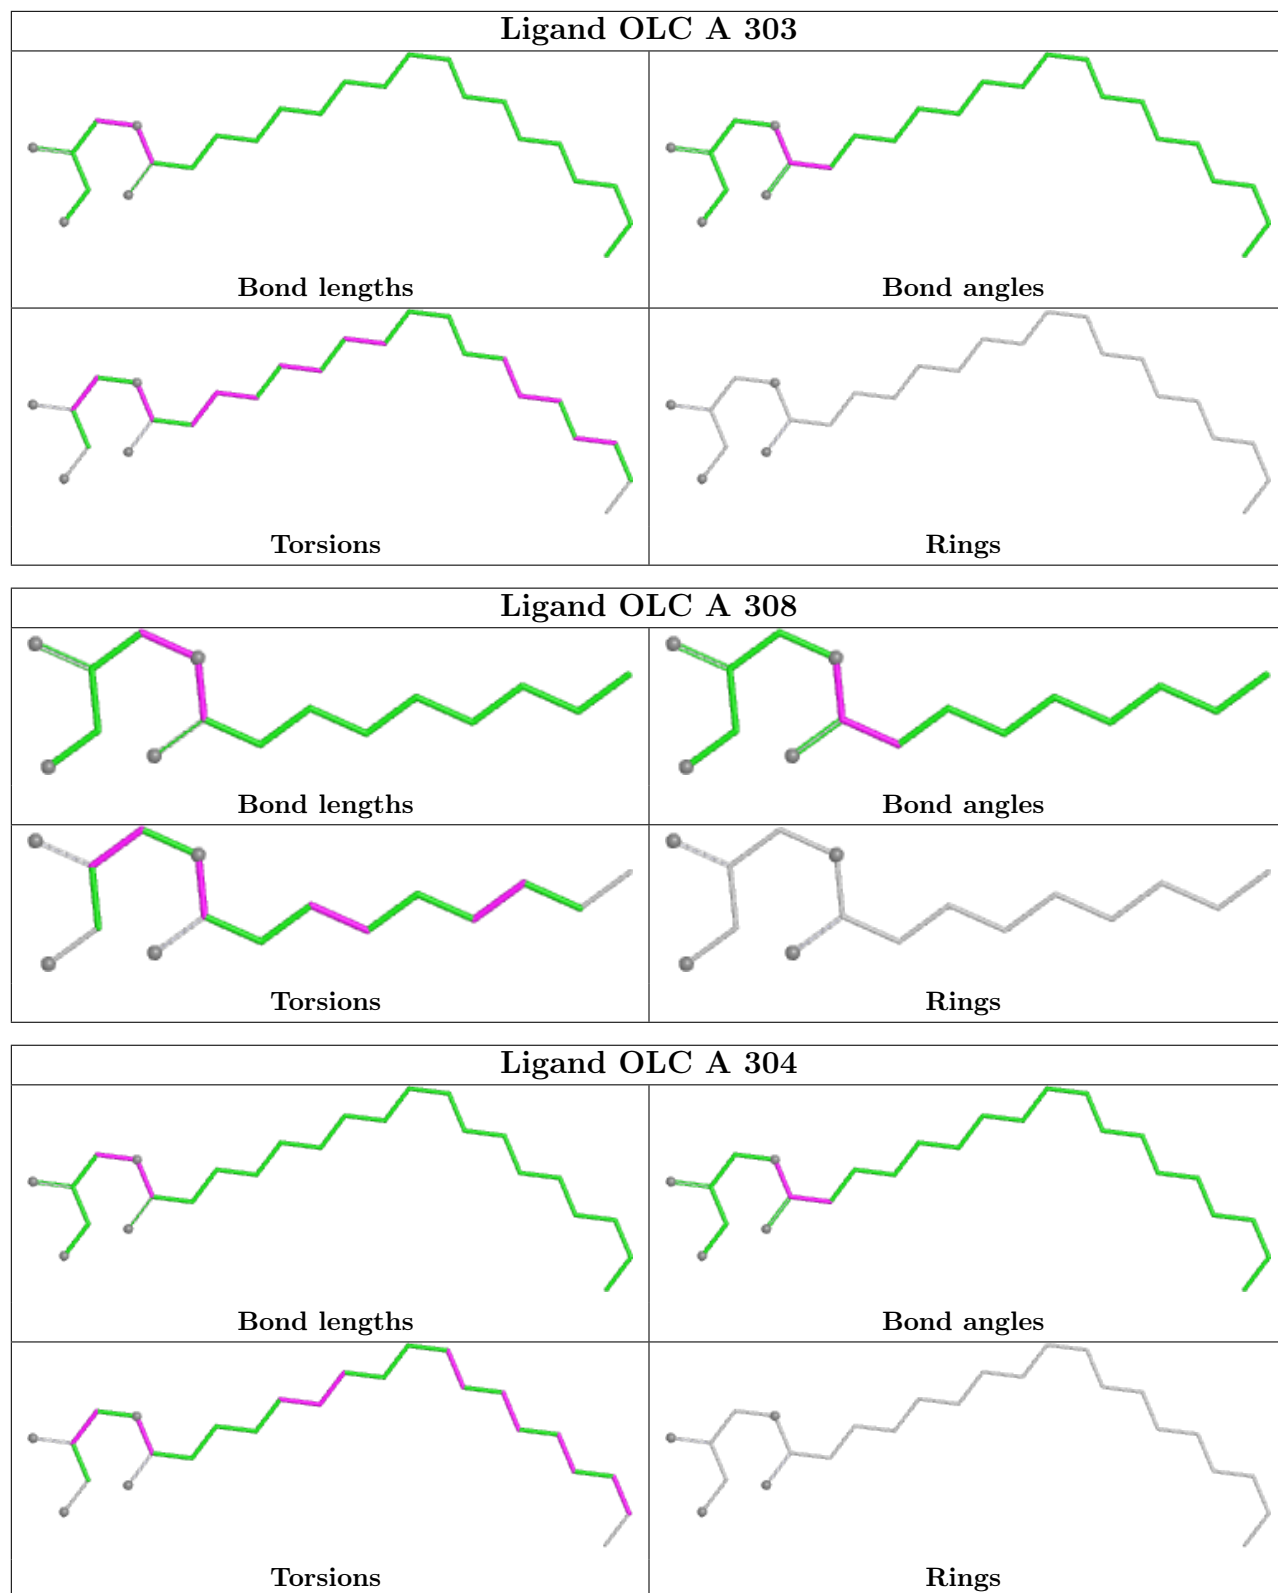 Ligand OLC A 303
Bond lengths
Bond angles
Torsions
Rings
Ligand OLC A 308
Bond lengths
Bond angles
Torsions
Rings
Ligand OLC A 304
Bond lengths
Bond angles
Torsions
Rings